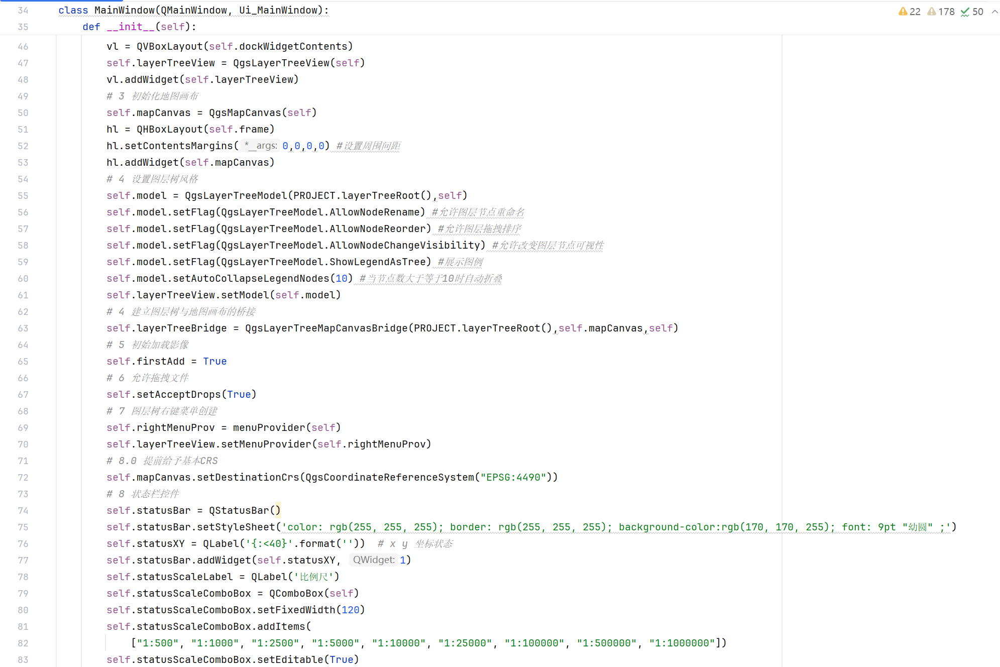 34 class MainWindow(QMainWindow, Ui_MainWindow): 22 178 50
35 def __init__(self):
46 vl = QVBoxLayout(self.dockWidgetContents)
47 self.layerTreeView = QgsLayerTreeView(self)
48 vl.addWidget(self.layerTreeView)
49 # 3 初始化地图画布
50 self.mapCanvas = QgsMapCanvas(self)
51 hl = QHBoxLayout(self.frame)
52 hl.setContentsMargins( *__args: 0,0,0,0) #设置周围间距
53 hl.addWidget(self.mapCanvas)
54 # 4 设置图层树风格
55 self.model = QgsLayerTreeModel(PROJECT.layerTreeRoot(),self)
56 self.model.setFlag(QgsLayerTreeModel.AllowNodeRename) #允许图层节点重命名
57 self.model.setFlag(QgsLayerTreeModel.AllowNodeReorder) #允许图层拖拽排序
58 self.model.setFlag(QgsLayerTreeModel.AllowNodeChangeVisibility) #允许改变图层节点可视性
59 self.model.setFlag(QgsLayerTreeModel.ShowLegendAsTree) #展示图例
60 self.model.setAutoCollapseLegendNodes(10) #当节点数大于等于10时自动折叠
61 self.layerTreeView.setModel(self.model)
62 # 4 建立图层树与地图画布的桥接
63 self.layerTreeBridge = QgsLayerTreeMapCanvasBridge(PROJECT.layerTreeRoot(),self.mapCanvas,self)
64 # 5 初始加载影像
65 self.firstAdd = True
66 # 6 允许拖拽文件
67 self.setAcceptDrops(True)
68 # 7 图层树右键菜单创建
69 self.rightMenuProv = menuProvider(self)
70 self.layerTreeView.setMenuProvider(self.rightMenuProv)
71 # 8.0 提前给予基本CRS
72 self.mapCanvas.setDestinationCrs(QgsCoordinateReferenceSystem("EPSG:4490"))
73 # 8 状态栏控件
74 self.statusBar = QStatusBar()
75 self.statusBar.setStyleSheet('color: rgb(255, 255, 255); border: rgb(255, 255, 255); background-color:rgb(170, 170, 255); font: 9pt "幼圆" ;')
76 self.statusXY = QLabel('{:<40}'.format('')) # x y 坐标状态
77 self.statusBar.addWidget(self.statusXY, QWidget: 1)
78 self.statusScaleLabel = QLabel('比例尺')
79 self.statusScaleComboBox = QComboBox(self)
80 self.statusScaleComboBox.setFixedWidth(120)
81 self.statusScaleComboBox.addItems(
82 ["1:500", "1:1000", "1:2500", "1:5000", "1:10000", "1:25000", "1:100000", "1:500000", "1:1000000"])
83 self.statusScaleComboBox.setEditable(True)